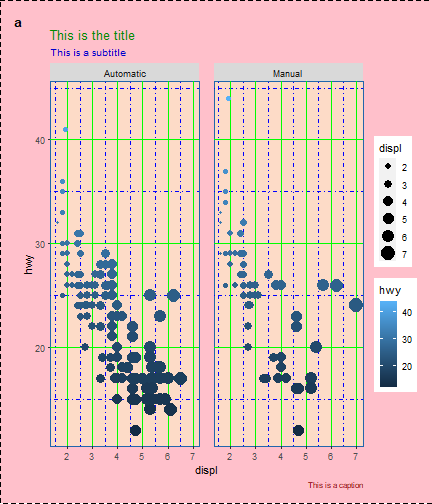 a
This is the title
This is a subtitle
Automatic
Manual
40
30
20
hwy
2 3 4 5 6 7
2 3 4 5 6 7
displ
displ
2
3
4
5
6
7
hwy
40
30
20
This is a caption